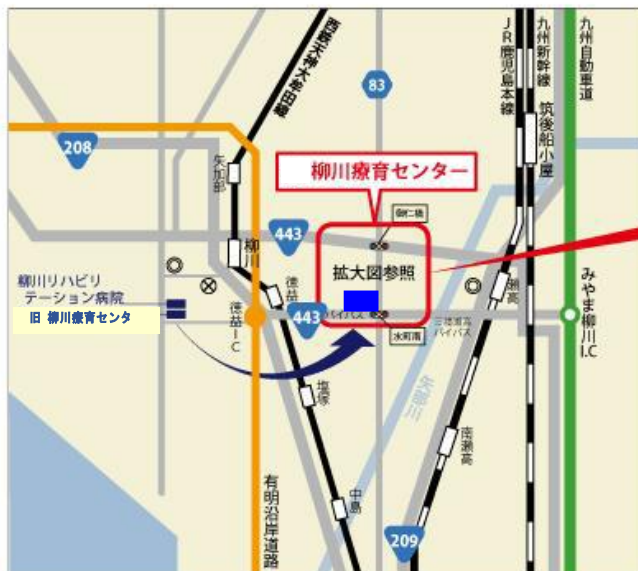 西鉄天神大牟田線
83
JR鹿児島本線
九州新幹線
筑後船小屋
九州自動車道
208
矢加部
柳川療育センター
443
柳川
拡大図参照
瀬高
柳川リハビリ
テーション病院
旧 柳川療育センタ
徳益
徳益IC
443
バイパス
水町南
三橋瀬高
バイパス
みやま柳川I.C
矢部川
塩塚
南瀬高
中島
有明沿岸道路
209